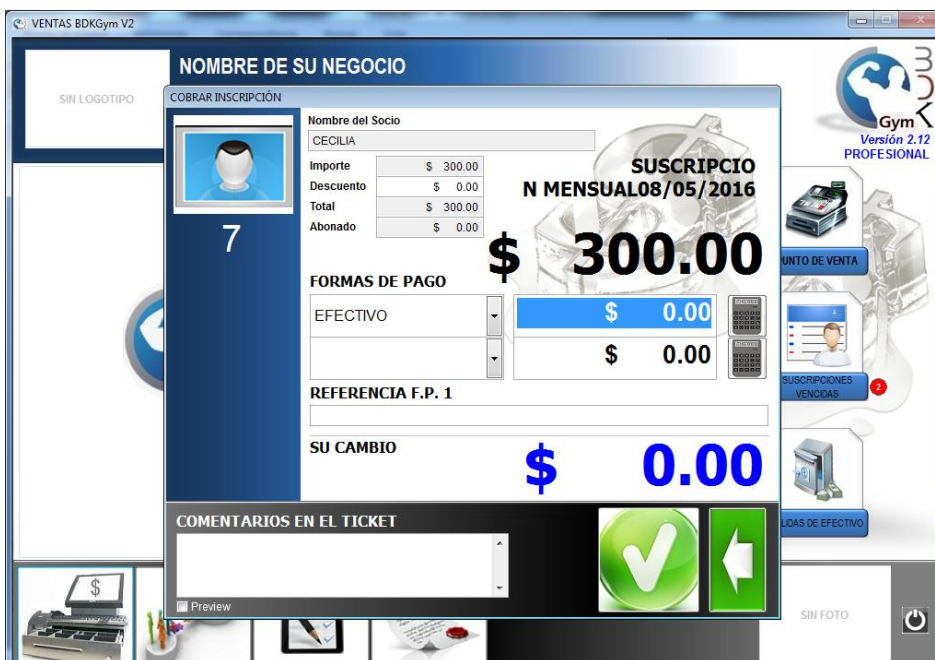 VENTAS BDKGym V2
NOMBRE DE SU NEGOCIO
SIN LOGOTIPO
BDK
Gym
Versión 2.12
PROFESIONAL
COBRAR INSCRIPCIÓN
Nombre del Socio
CECILIA
Importe $ 300.00
Descuento $ 0.00
Total $ 300.00
Abonado $ 0.00
7
SUSCRIPCIO
N MENSUAL08/05/2016
$ 300.00
FORMAS DE PAGO
EFECTIVO $ 0.00
$ 0.00
REFERENCIA F.P. 1
SU CAMBIO $ 0.00
COMENTARIOS EN EL TICKET
Preview
UNTO DE VENTA
SUSCRIPCIONES
VENCIDAS
2
LIDAS DE EFECTIVO
$
SIN FOTO